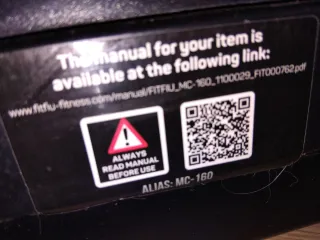 The manual for your item is
available at the following link:
www.fitfiu-fitness.com/manual/FITFIU_MC-160_1100029_FIT000762.pdf
ALWAYS
READ MANUAL
BEFORE USE
ALIAS: MC-160